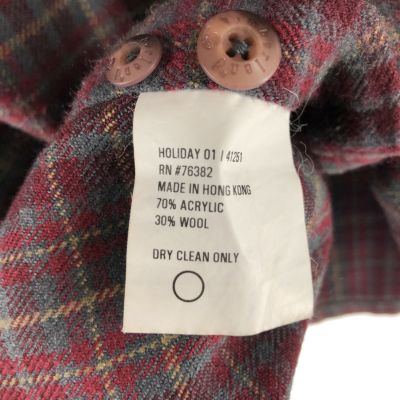 HOLIDAY 01 / 41251
RN #76382
MADE IN HONG KONG
70% ACRYLIC
30% WOOL
DRY CLEAN ONLY